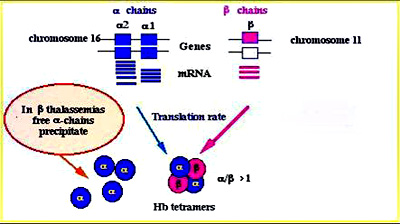 α chains
β chains
α2 α1
β
chromosome 16
Genes
chromosome 11
mRNA
In β thalassemias
free α-chains
precipitate
Translation rate
α
α
α
α
α
β
β
α
α/β >1
Hb tetramers